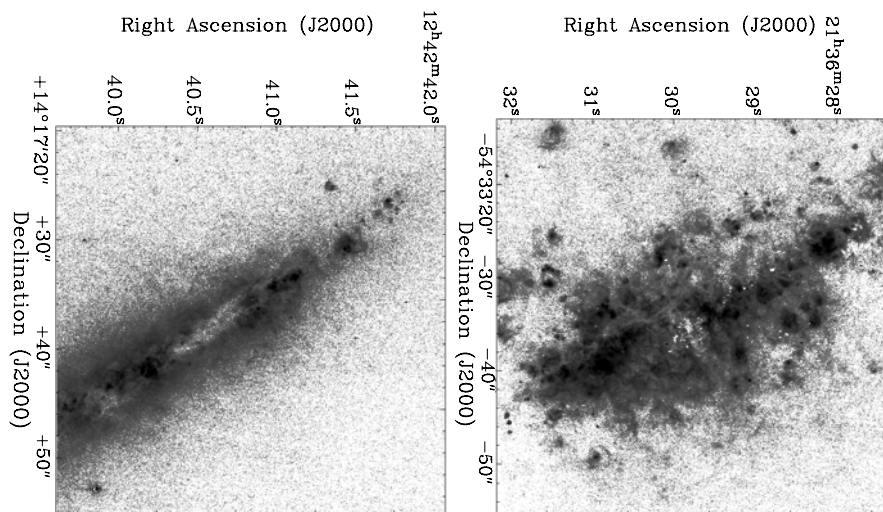 Right Ascension (J2000)
12h42m42.0s
41.5s
41.0s
40.5s
40.0s
+14°17'20"
+30"
+40"
+50"
Declination (J2000)
Right Ascension (J2000)
21h36m28s
29s
30s
31s
32s
-54°33'20"
-30"
-40"
-50"
Declination (J2000)